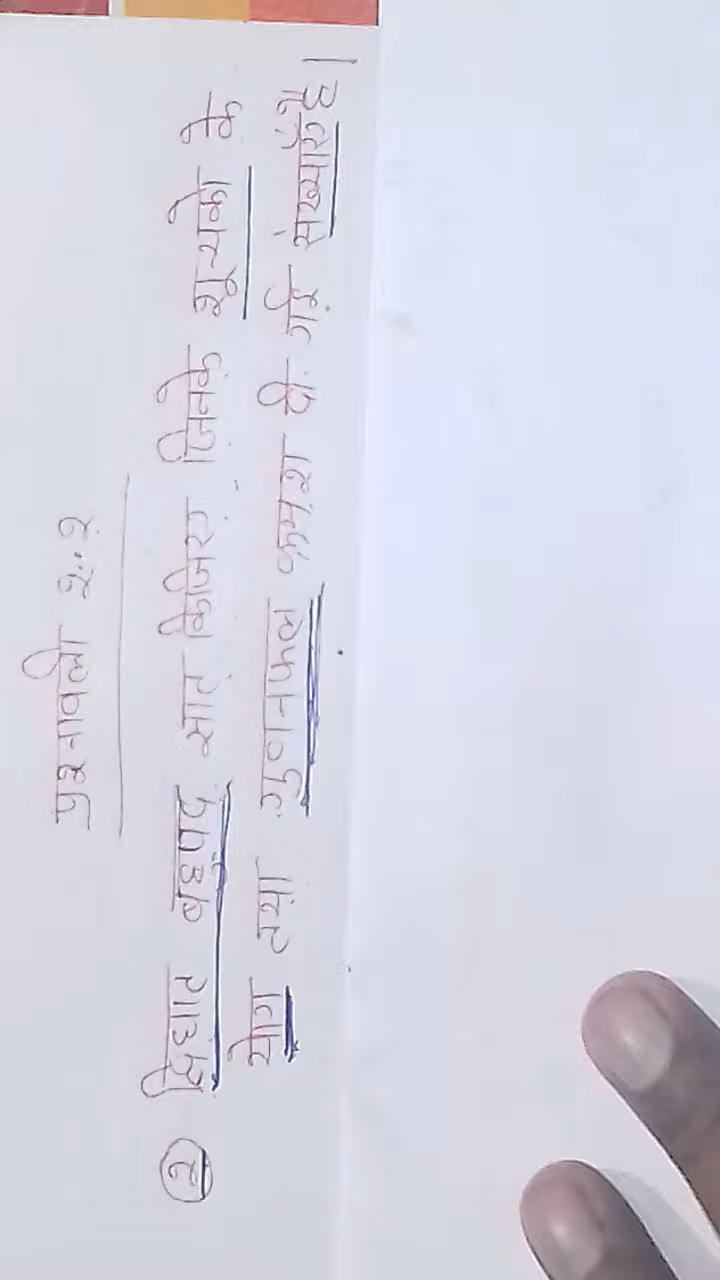 प्रश्नावली 2.2
② द्विघात बहुपद ज्ञात किजिए जिनके शून्यको के
योग तथा गुणनफल क्रमश दी गई संख्याएँ है।